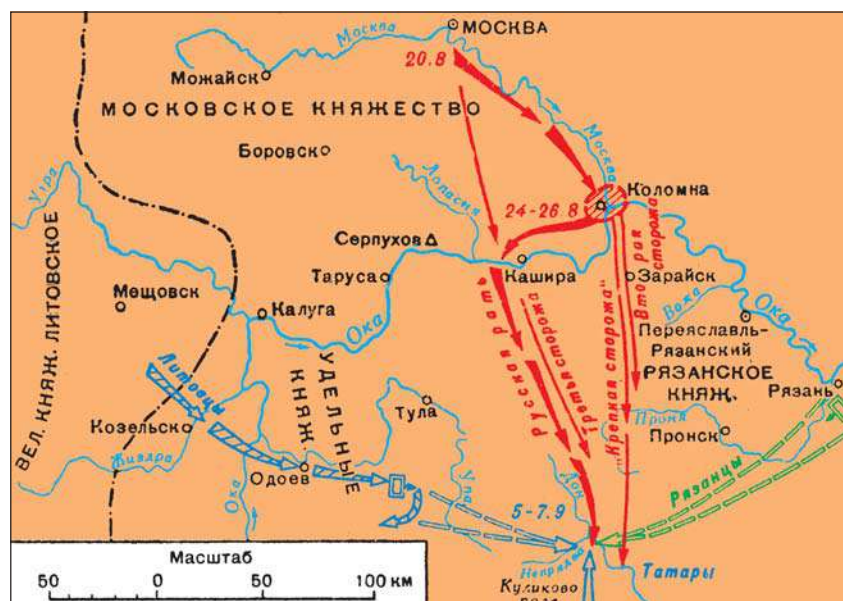 МОСКВА
Москва
20.8
Можайск
МОСКОВСКОЕ КНЯЖЕСТВО
Боровск
Москва
Лопасня
Коломна
24-26.8
Угра
Серпухов
Кашира
Зарайск
Вторая
сторожа
"Крепкая сторожа"
Третья сторожа
Русская рать
Таруса
Мещовск
Калуга
Ока
Вожа
Ока
Переяславль-
Рязанский
РЯЗАНСКОЕ
КНЯЖ.
Рязань
ВЕЛ. КНЯЖ. ЛИТОВСКОЕ
Литовцы
УДЕЛЬНЫЕ
КНЯЖ.
Тула
Козельск
Жиздра
Одоев
Ока
Упа
Дон
Проня
Пронск
Рязанцы
5-7.9
Непрядва
Татары
Куликово
Масштаб
50 0 50 100 км